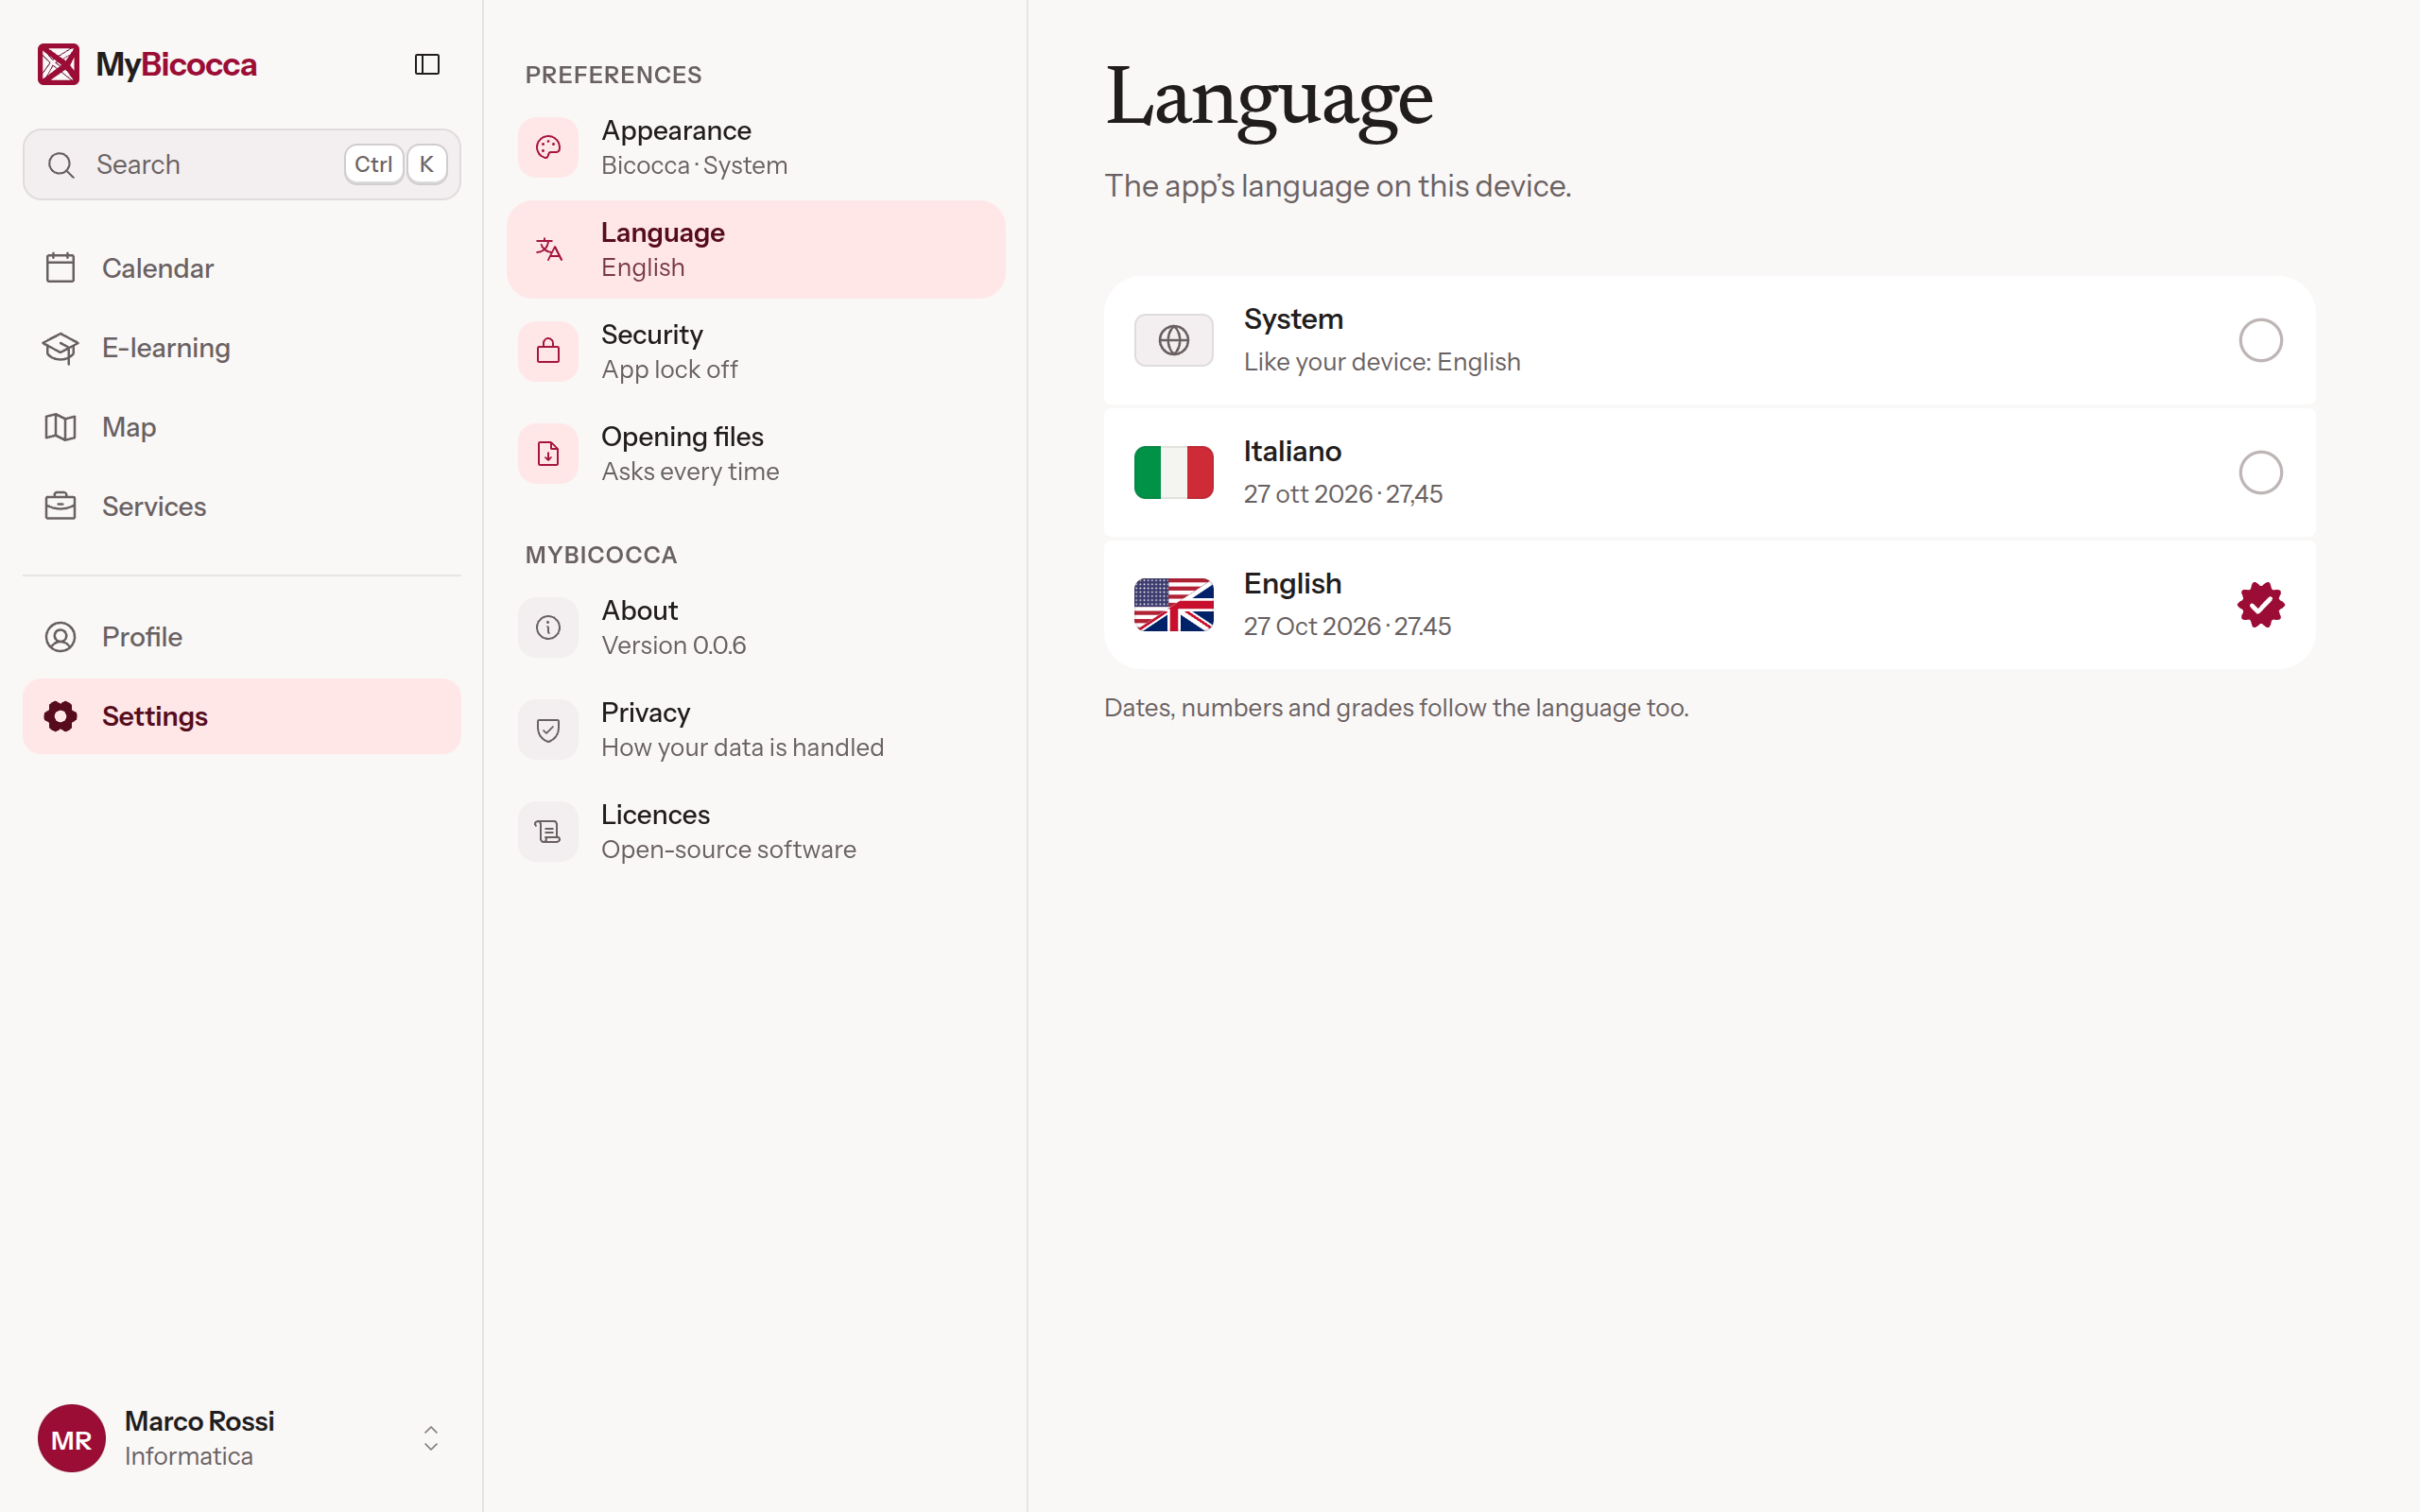 MyBicocca
Search
Ctrl K
Calendar
E-learning
Map
Services
Profile
Settings
Marco Rossi
MR
Informatica
PREFERENCES
Appearance
Bicocca · System
Language
English
Security
App lock off
Opening files
Asks every time
MYBICOCCA
About
Version 0.0.6
Privacy
How your data is handled
Licences
Open-source software
Language
The app’s language on this device.
System
Like your device: English
Italiano
27 ott 2026 · 27,45
English
27 Oct 2026 · 27.45
Dates, numbers and grades follow the language too.